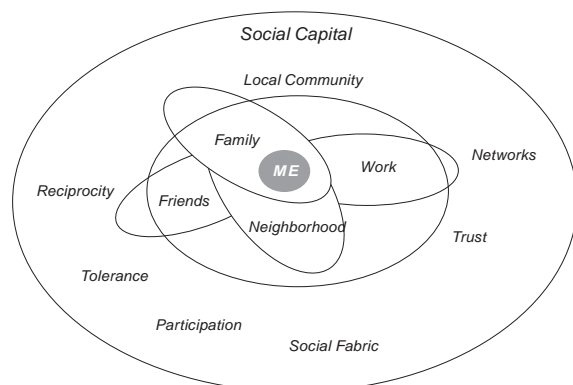 Social Capital
Local Community
Family
ME
Work
Networks
Reciprocity
Friends
Neighborhood
Trust
Tolerance
Participation
Social Fabric